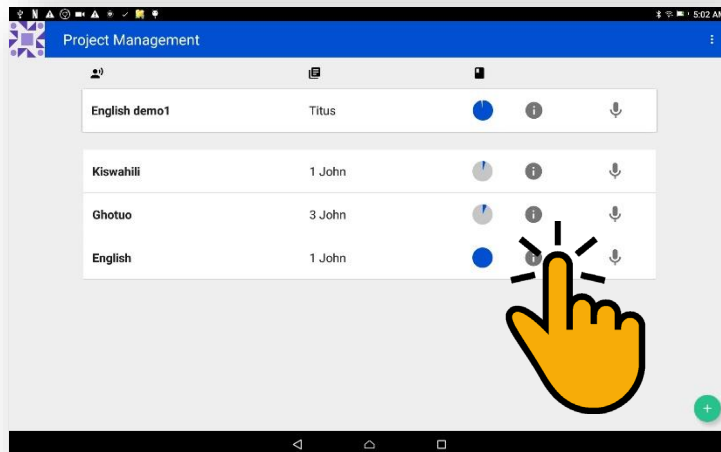 5:02 AM
Project Management
English demo1 Titus
Kiswahili 1 John
Ghotuo 3 John
English 1 John